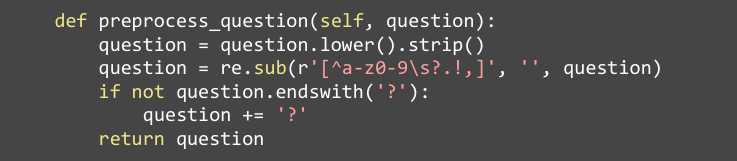 def preprocess_question(self, question):
    question = question.lower().strip()
    question = re.sub(r'[^a-z0-9\s?.!,]', '', question)
    if not question.endswith('?'):
        question += '?'
    return question